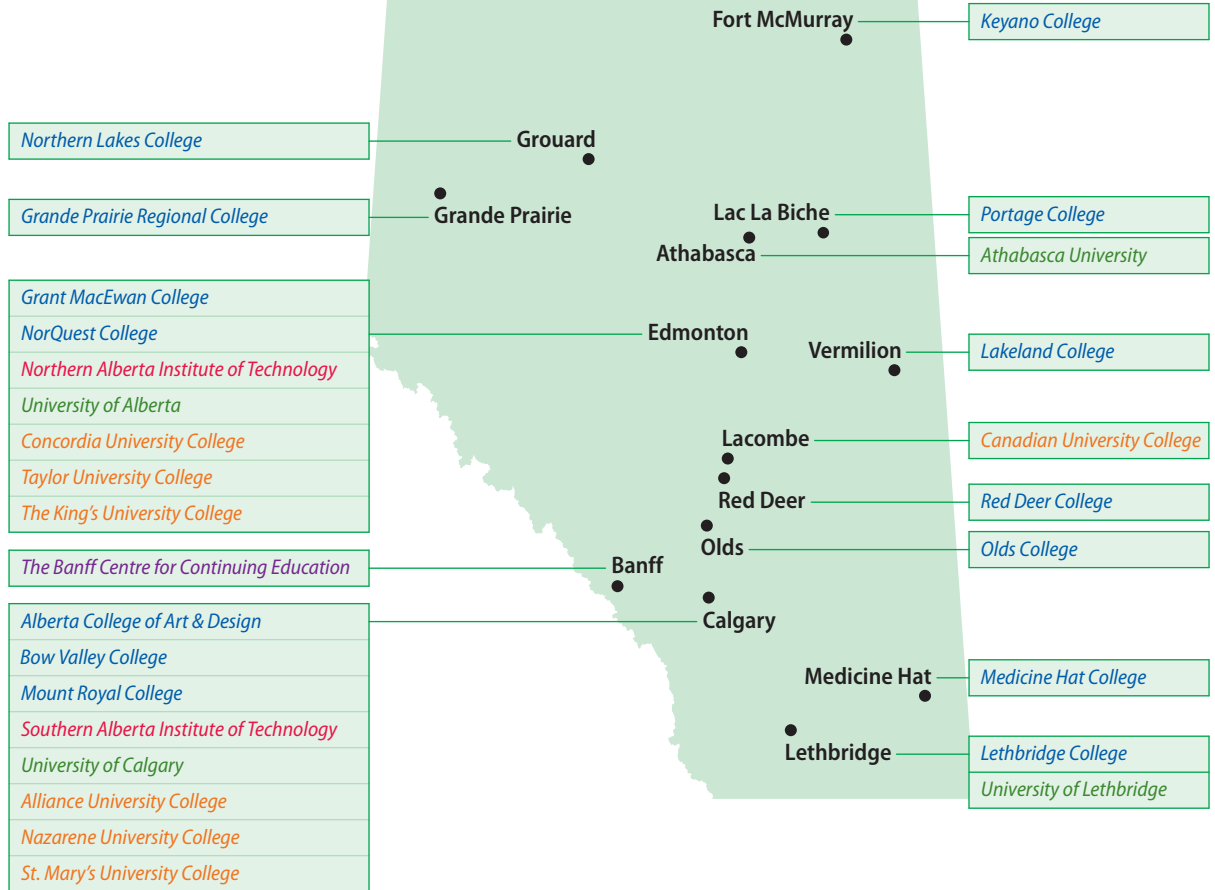 Fort McMurray
Keyano College
Northern Lakes College
Grouard
Grande Prairie Regional College
Grande Prairie
Lac La Biche
Portage College
Athabasca
Athabasca University
Grant MacEwan College
NorQuest College
Northern Alberta Institute of Technology
University of Alberta
Concordia University College
Taylor University College
The King's University College
Edmonton
Vermilion
Lakeland College
Lacombe
Canadian University College
Red Deer
Red Deer College
Olds
Olds College
The Banff Centre for Continuing Education
Banff
Alberta College of Art & Design
Bow Valley College
Mount Royal College
Southern Alberta Institute of Technology
University of Calgary
Alliance University College
Nazarene University College
St. Mary's University College
Calgary
Medicine Hat
Medicine Hat College
Lethbridge
Lethbridge College
University of Lethbridge